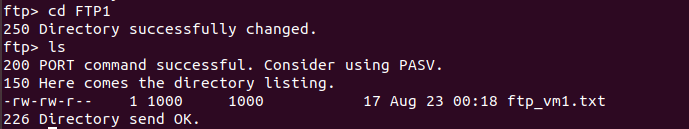 ftp> cd FTP1
250 Directory successfully changed.
ftp> ls
200 PORT command successful. Consider using PASV.
150 Here comes the directory listing.
-rw-rw-r--    1 1000     1000           17 Aug 23 00:18 ftp_vm1.txt
226 Directory send OK.